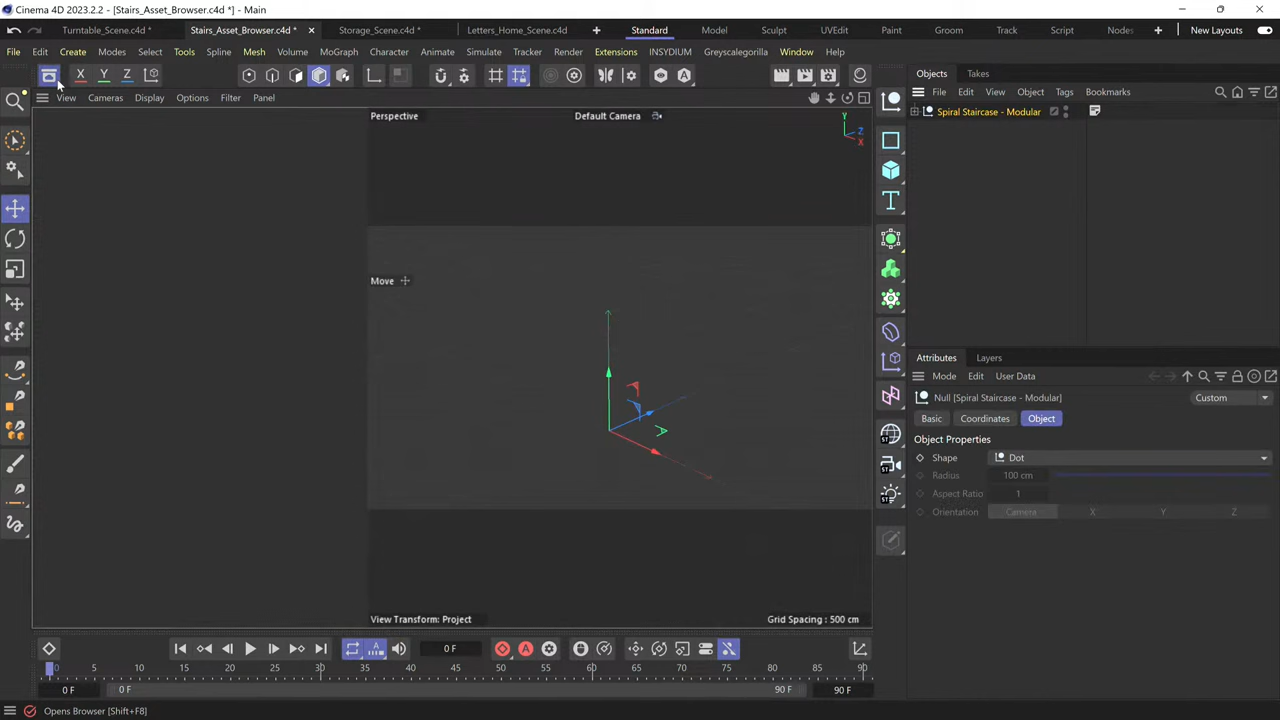 Cinema 4D 2023.2.2 - [Stairs_Asset_Browser.c4d *] - Main
Turntable_Scene.c4d *
Stairs_Asset_Browser.c4d *
Storage_Scene.c4d *
Letters_Home_Scene.c4d
Standard
Model
Sculpt
UVEdit
Paint
Groom
Track
Script
Nodes
New Layouts
File Edit Create Modes Select Tools Spline Mesh Volume MoGraph Character Animate Simulate Tracker Render Extensions INSYDIUM Greyscalegorilla Window Help
X Y Z
Objects Takes
View Cameras Display Options Filter Panel
File Edit View Object Tags Bookmarks
Perspective
Default Camera
Y
Z
X
Spiral Staircase - Modular
Move
Attributes Layers
Mode Edit User Data
Null [Spiral Staircase - Modular]
Custom
Basic Coordinates Object
Object Properties
Shape Dot
Radius 100 cm
Aspect Ratio 1
Orientation Camera X Y Z
View Transform: Project
Grid Spacing : 500 cm
0 F
0 5 10 15 20 25 30 35 40 45 50 55 60 65 70 75 80 85 90
0 F 0 F 90 F 90 F
Opens Browser [Shift+F8]